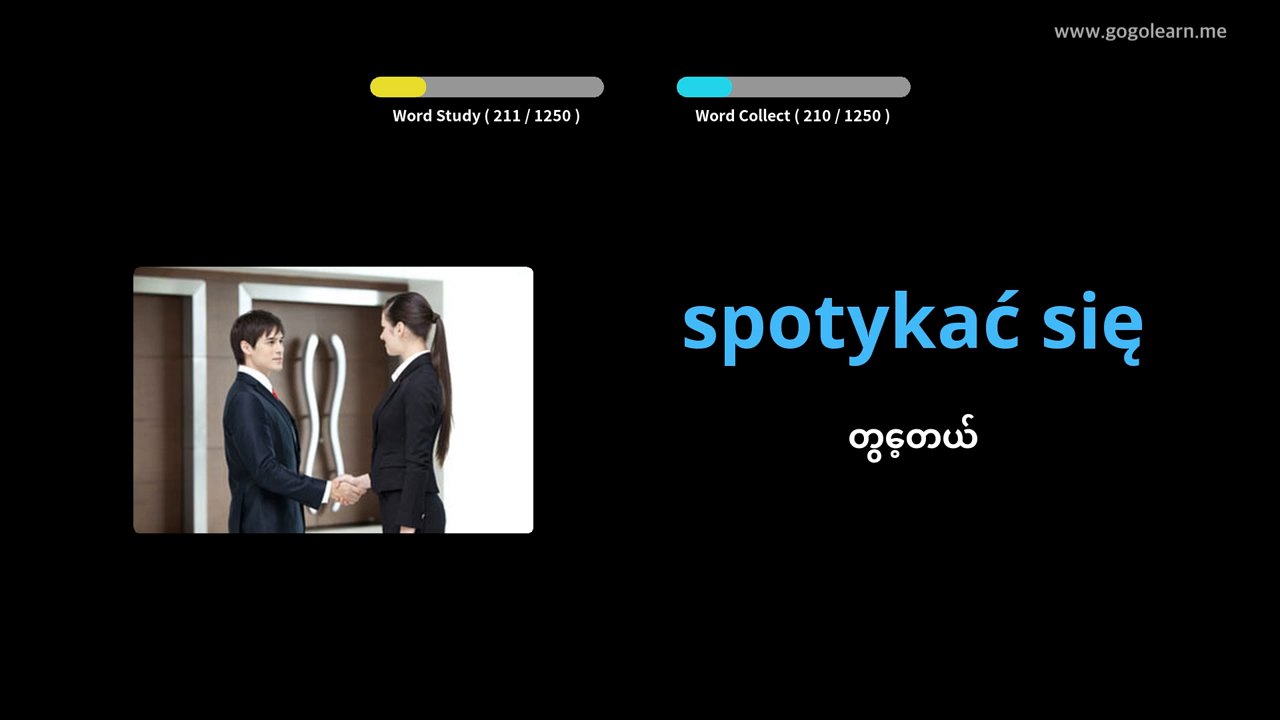 www.gogolearn.me
Word Study ( 211 / 1250 )
Word Collect ( 210 / 1250 )
spotykać się
တွေ့တယ်